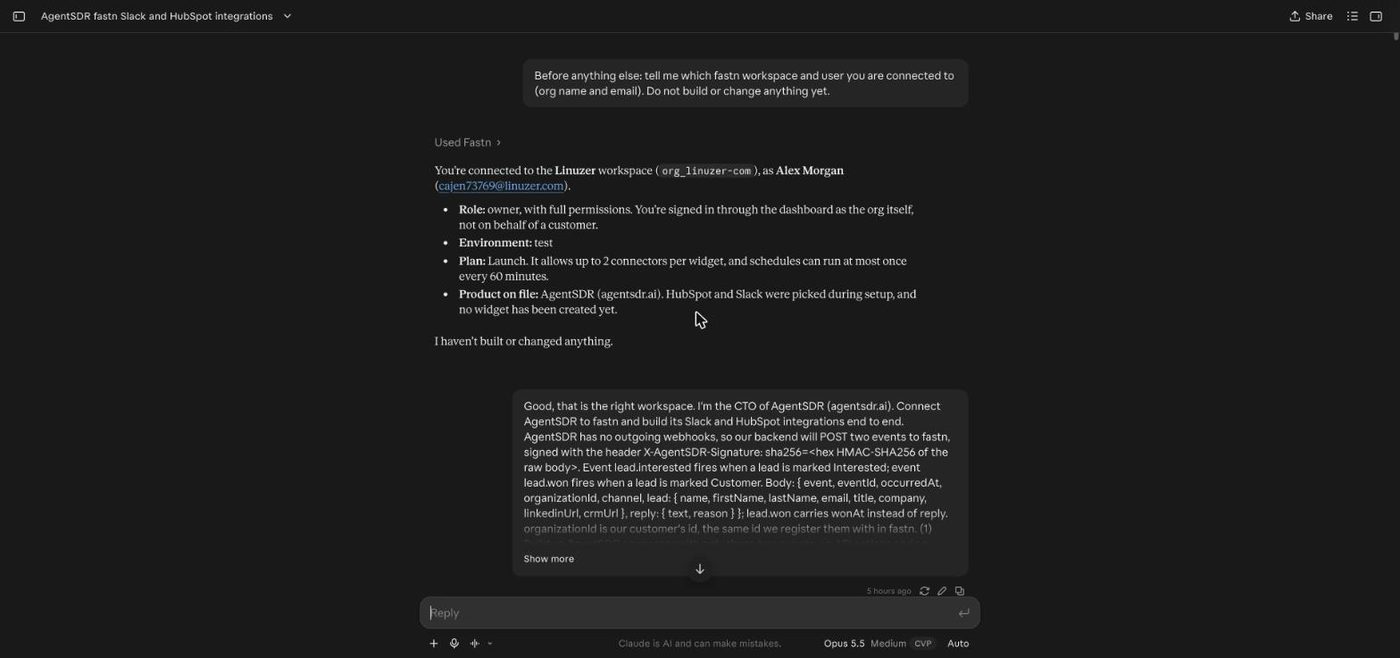 AgentSDR fastn Slack and HubSpot integrations
Share
Before anything else: tell me which fastn workspace and user you are connected to
(org name and email). Do not build or change anything yet.
Used Fastn
You're connected to the Linuzer workspace ( org_linuzer-com ), as Alex Morgan
(cajen73769@linuzer.com).
• Role: owner, with full permissions. You're signed in through the dashboard as the org itself,
not on behalf of a customer.
• Environment: test
• Plan: Launch. It allows up to 2 connectors per widget, and schedules can run at most once
every 60 minutes.
• Product on file: AgentSDR (agentsdr.ai). HubSpot and Slack were picked during setup, and
no widget has been created yet.
I haven't built or changed anything.
Good, that is the right workspace. I'm the CTO of AgentSDR (agentsdr.ai). Connect
AgentSDR to fastn and build its Slack and HubSpot integrations end to end.
AgentSDR has no outgoing webhooks, so our backend will POST two events to fastn,
signed with the header X-AgentSDR-Signature: sha256=<hex HMAC-SHA256 of the
raw body>. Event lead.interested fires when a lead is marked Interested; event
lead.won fires when a lead is marked Customer. Body: { event, eventId, occurredAt,
organizationId, channel, lead: { name, firstName, lastName, email, title, company,
linkedinUrl, crmUrl }, reply: { text, reason } }; lead.won carries wonAt instead of reply.
organizationId is our customer's id, the same id we register them with in fastn. (1)
Show more
5 hours ago
Reply
Claude is AI and can make mistakes.
Opus 5.5 Medium CVP Auto